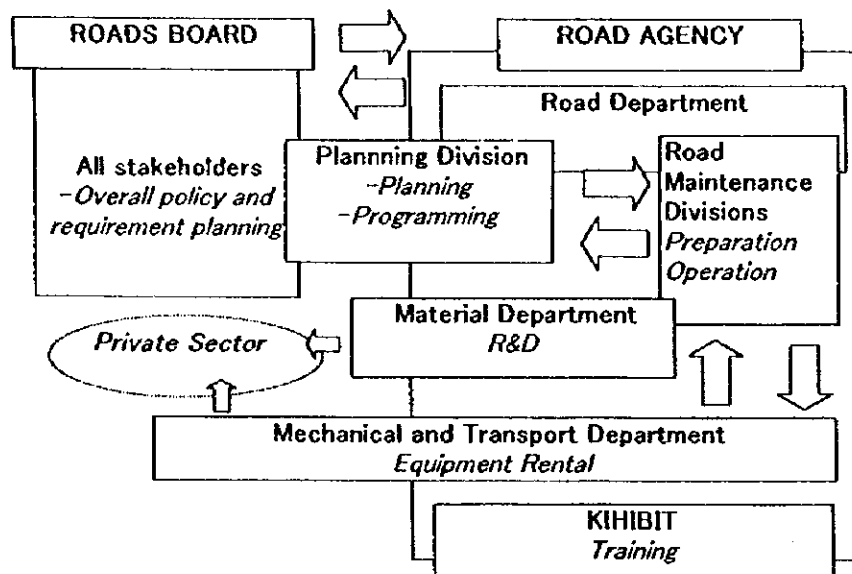 ROADS BOARD
ROAD AGENCY
Road Department
All stakeholders
-Overall policy and
requirement planning
Plannning Division
-Planning
-Programming
Road
Maintenance
Divisions
Preparation
Operation
Material Department
R&D
Private Sector
Mechanical and Transport Department
Equipment Rental
KIHIBIT
Training